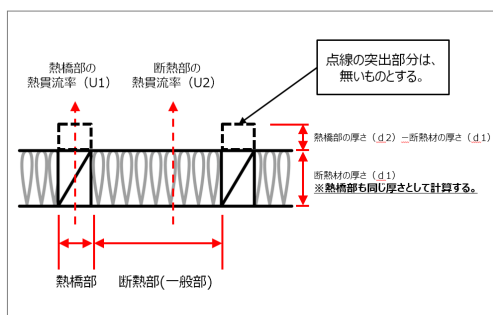 熱橋部の
熱貫流率（U1）
断熱部の
熱貫流率（U2）
点線の突出部分は、
無いものとする。
熱橋部の厚さ（ｄ2）－断熱材の厚さ（ｄ1）
断熱材の厚さ（ｄ1）
※熱橋部も同じ厚さとして計算する。
熱橋部
断熱部(一般部)